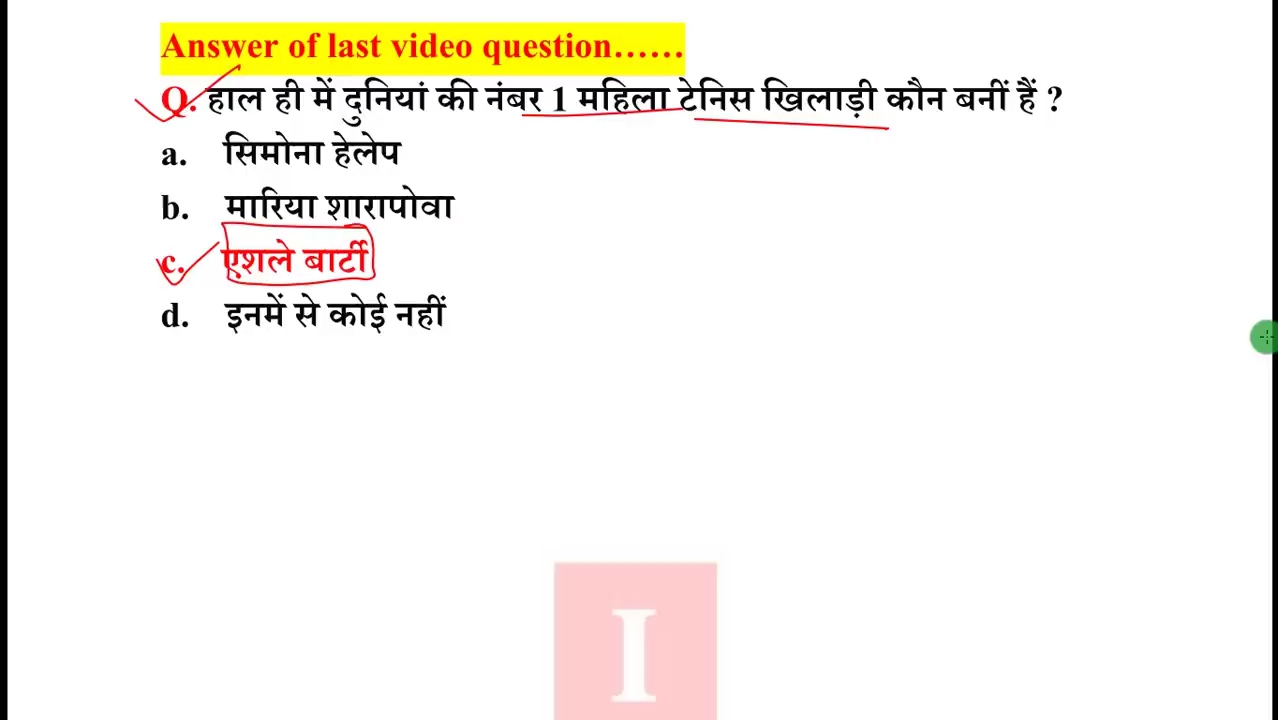 Answer of last video question......
Q. हाल ही में दुनियां की नंबर 1 महिला टेनिस खिलाड़ी कौन बनीं हैं ?
a. सिमोना हेलेप
b. मारिया शारापोवा
c. एशले बार्टी
d. इनमें से कोई नहीं
I